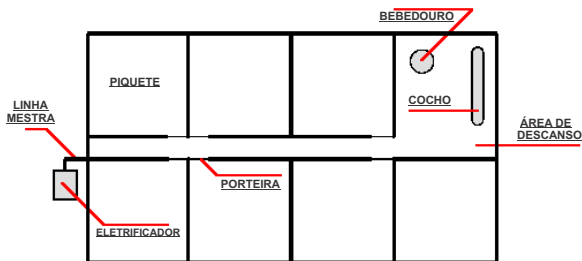 BEBEDOURO
PIQUETE
COCHO
LINHA
MESTRA
ÁREA DE
DESCANSO
PORTEIRA
ELETRIFICADOR